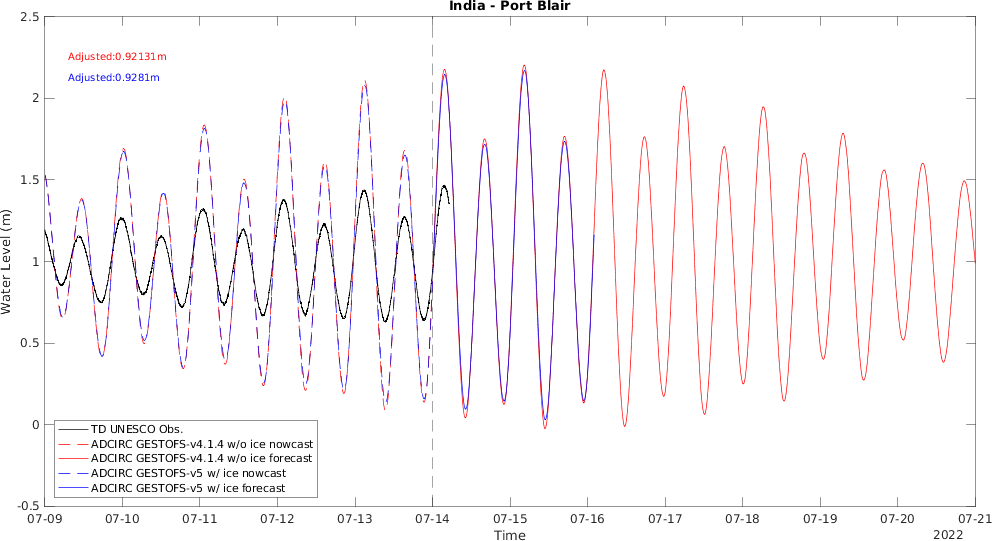 India - Port Blair
2.5
2
1.5
1
0.5
0
-0.5
Water Level (m)
Adjusted:0.92131m
Adjusted:0.9281m
TD UNESCO Obs.
ADCIRC GESTOFS-v4.1.4 w/o ice nowcast
ADCIRC GESTOFS-v4.1.4 w/o ice forecast
ADCIRC GESTOFS-v5 w/ ice nowcast
ADCIRC GESTOFS-v5 w/ ice forecast
07-09 07-10 07-11 07-12 07-13 07-14 07-15 07-16 07-17 07-18 07-19 07-20 07-21
Time
2022